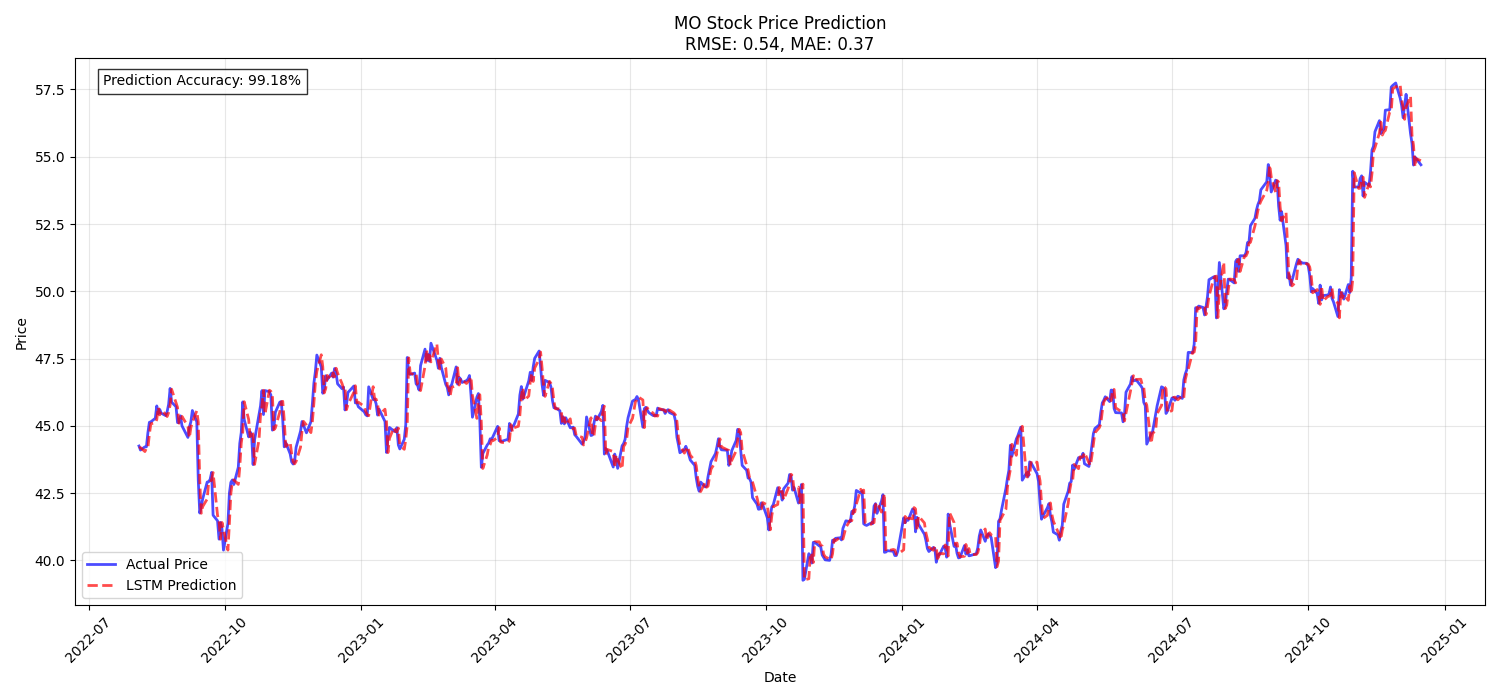 MO Stock Price Prediction
RMSE: 0.54, MAE: 0.37
Prediction Accuracy: 99.18%
57.5
55.0
52.5
50.0
47.5
45.0
42.5
40.0
Price
Actual Price
LSTM Prediction
2022-07
2022-10
2023-01
2023-04
2023-07
2023-10
2024-01
2024-04
2024-07
2024-10
2025-01
Date